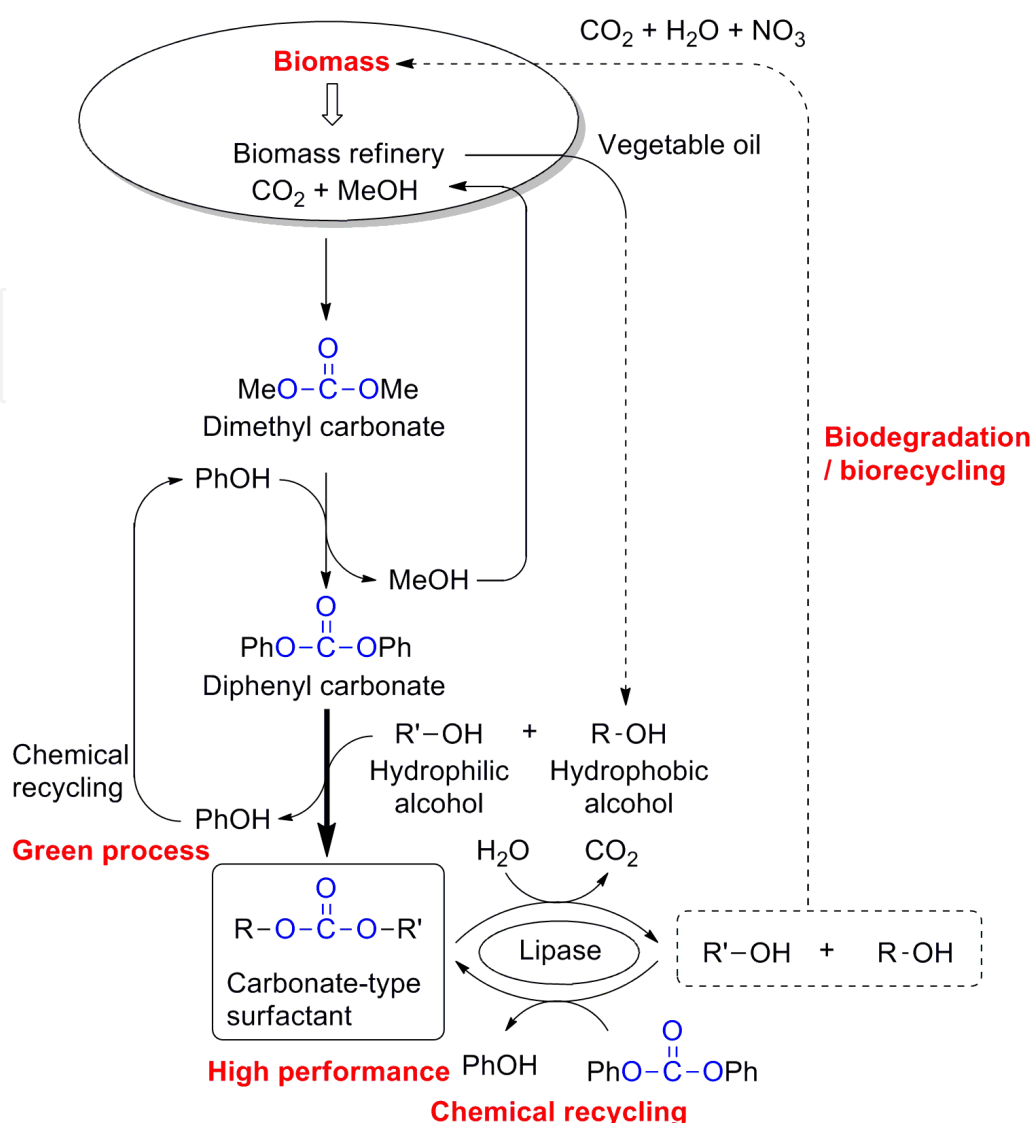 CO₂ + H₂O + NO₃
Biomass
Vegetable oil
Biomass refinery
CO₂ + MeOH
O
MeO–C–OMe
Dimethyl carbonate
Biodegradation
/ biorecycling
PhOH
MeOH
O
PhO–C–OPh
Diphenyl carbonate
R'–OH + R-OH
Hydrophilic
alcohol
Hydrophobic
alcohol
Chemical
recycling
PhOH
Green process
H₂O CO₂
O
R–O–C–O–R'
Carbonate-type
surfactant
Lipase
R'–OH + R-OH
High performance
PhOH
O
PhO–C–OPh
Chemical recycling